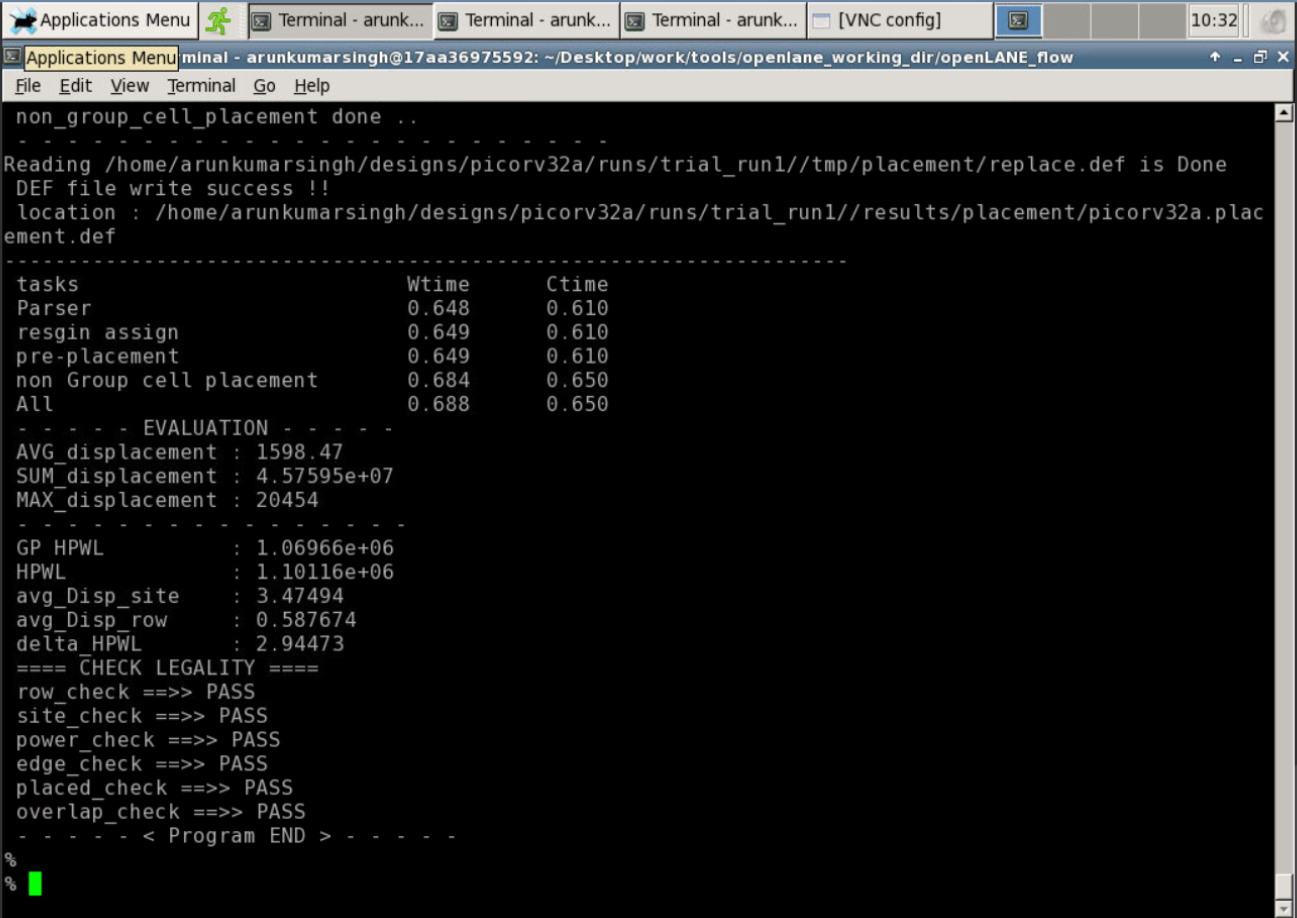 Applications Menu
Terminal - arunk...
Terminal - arunk...
Terminal - arunk...
[VNC config]
10:32
Applications Menu
minal - arunkumarsingh@17aa36975592: ~/Desktop/work/tools/openlane_working_dir/openLANE_flow
File Edit View Terminal Go Help
non_group_cell_placement done ..
- - - - - - - - - - - - - - - - - - - - - - - -
Reading /home/arunkumarsingh/designs/picorv32a/runs/trial_run1//tmp/placement/replace.def is Done
DEF file write success !!
location : /home/arunkumarsingh/designs/picorv32a/runs/trial_run1//results/placement/picorv32a.plac
ement.def
-------------------------------------------------------------------
tasks Wtime Ctime
Parser 0.648 0.610
resgin assign 0.649 0.610
pre-placement 0.649 0.610
non Group cell placement 0.684 0.650
All 0.688 0.650
- - - - - EVALUATION - - - - -
AVG_displacement : 1598.47
SUM_displacement : 4.57595e+07
MAX_displacement : 20454
- - - - - - - - - - - - - - - -
GP HPWL : 1.06966e+06
HPWL : 1.10116e+06
avg_Disp_site : 3.47494
avg_Disp_row : 0.587674
delta_HPWL : 2.94473
==== CHECK LEGALITY ====
row_check ==>> PASS
site_check ==>> PASS
power_check ==>> PASS
edge_check ==>> PASS
placed_check ==>> PASS
overlap_check ==>> PASS
- - - - - < Program END > - - - - -
%
%